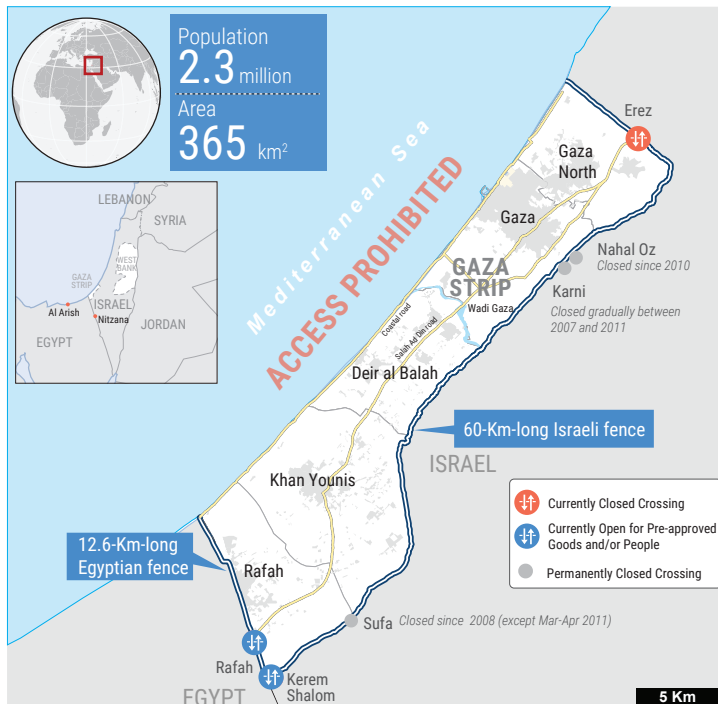 Population
2.3 million
Area
365 km²
LEBANON
SYRIA
WEST
BANK
GAZA
STRIP
ISRAEL
Al Arish
Nitzana
JORDAN
EGYPT
Mediterranean Sea
ACCESS PROHIBITED
Erez
Gaza
North
Gaza
Nahal Oz
Closed since 2010
Karni
Closed gradually between
2007 and 2011
GAZA
STRIP
Wadi Gaza
Coastal road
Salah Ad Din road
Deir al Balah
60-Km-long Israeli fence
ISRAEL
Khan Younis
Currently Closed Crossing
Currently Open for Pre-approved
Goods and/or People
Permanently Closed Crossing
12.6-Km-long
Egyptian fence
Rafah
Sufa Closed since 2008 (except Mar-Apr 2011)
Rafah
Kerem
Shalom
EGYPT
5 Km